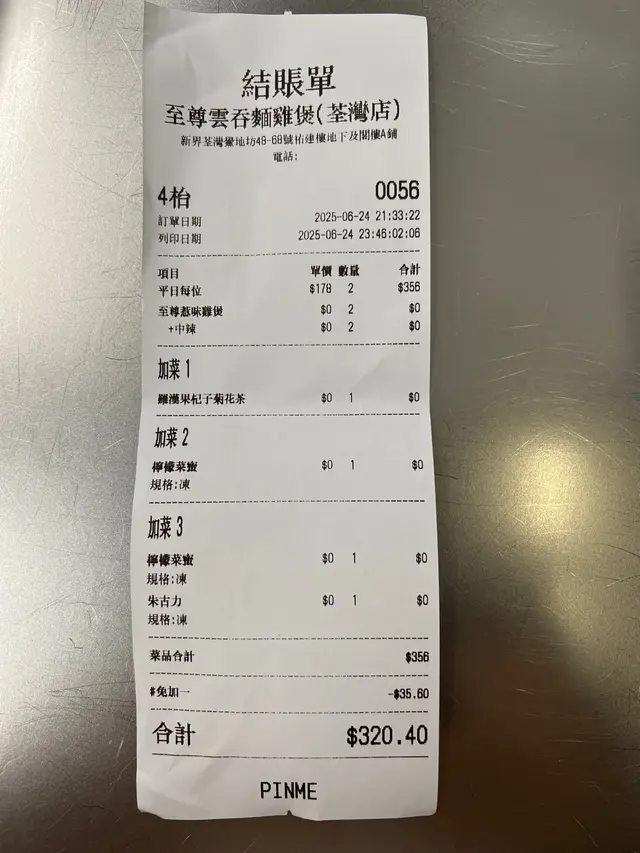 結賬單
至尊雲吞麵雞煲(荃灣店)
新界荃灣蠻地坊48-68號祐建樓地下及閣樓A鋪
電話:
4枱 0056
訂單日期 2025-06-24 21:33:22
列印日期 2025-06-24 23:46:02:06
項目 單價 數量 合計
平日每位 $178 2 $356
至尊惹味雞煲 $0 2 $0
+中辣 $0 2 $0
加菜 1
羅漢果杞子菊花茶 $0 1 $0
加菜 2
檸檬菜蜜 $0 1 $0
規格:凍
加菜 3
檸檬菜蜜 $0 1 $0
規格:凍
朱古力 $0 1 $0
規格:凍
菜品合計 $356
#免加一 -$35.60
合計 $320.40
PINME